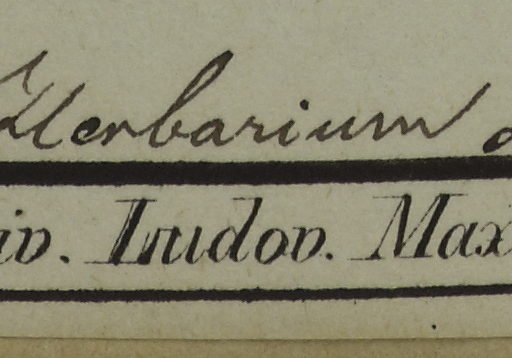 Herbarium
iv. Ludov. Max